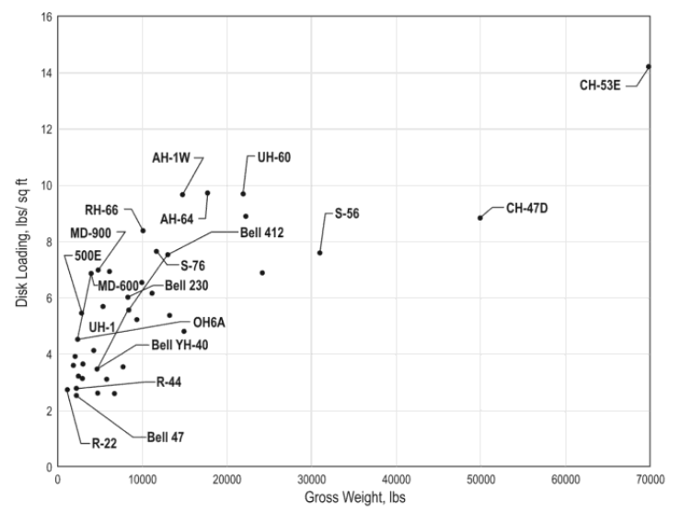 16
14
CH-53E
12
AH-1W
UH-60
10
RH-66
AH-64
S-56
CH-47D
8
MD-900
Bell 412
500E
S-76
MD-600
Bell 230
6
UH-1
OH6A
Bell YH-40
4
R-44
2
R-22
Bell 47
0
0 10000 20000 30000 40000 50000 60000 70000
Gross Weight, lbs
Disk Loading, lbs/ sq ft